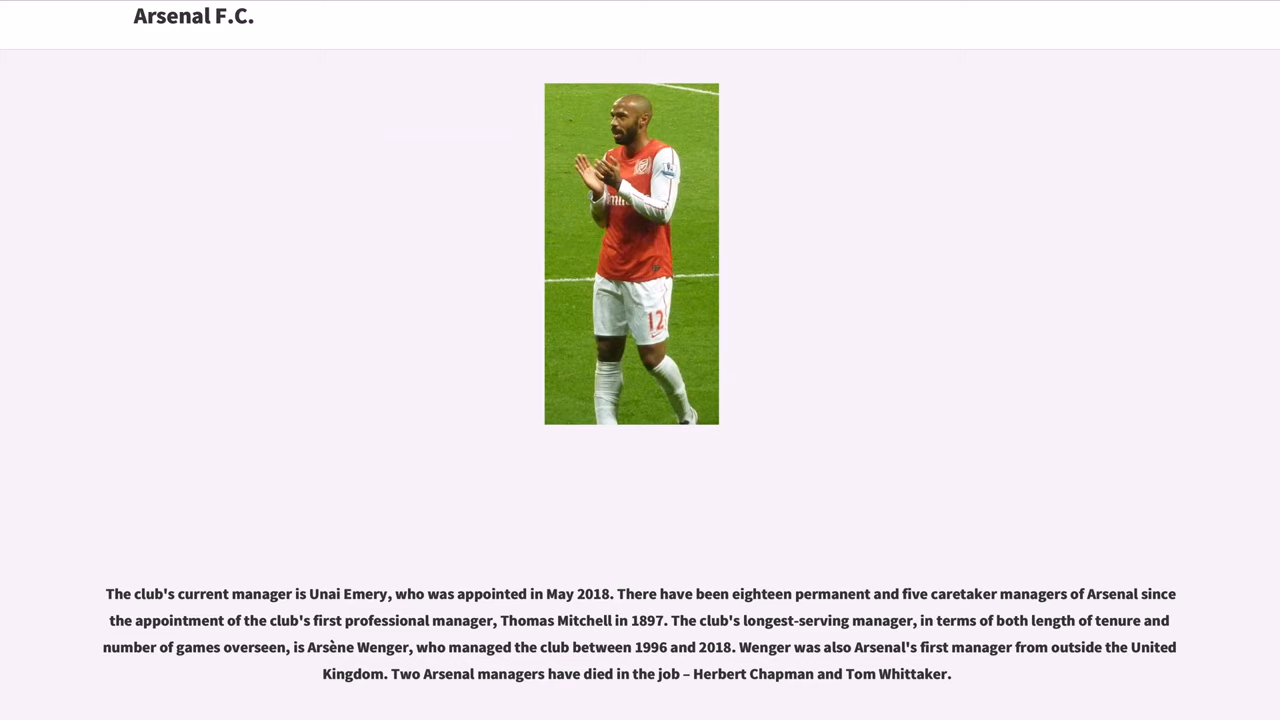 Arsenal F.C.
12
The club's current manager is Unai Emery, who was appointed in May 2018. There have been eighteen permanent and five caretaker managers of Arsenal since
the appointment of the club's first professional manager, Thomas Mitchell in 1897. The club's longest-serving manager, in terms of both length of tenure and
number of games overseen, is Arsène Wenger, who managed the club between 1996 and 2018. Wenger was also Arsenal's first manager from outside the United
Kingdom. Two Arsenal managers have died in the job – Herbert Chapman and Tom Whittaker.